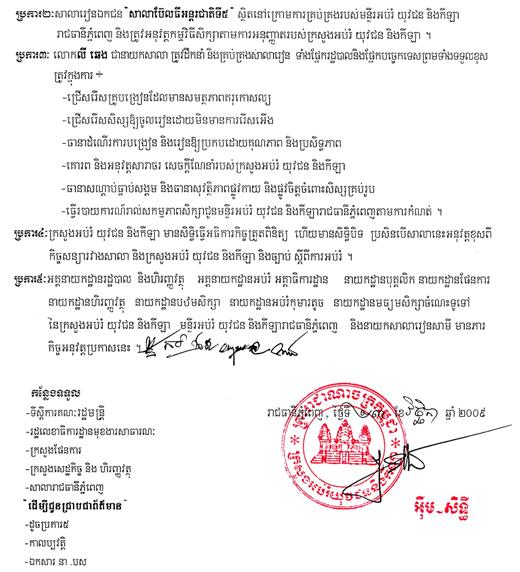 ប្រការ២:-សាលារៀនឯកជន "សាលាប៊ែលធីអន្តរជាតិទី៥" ស្ថិតនៅក្រោមការគ្រប់គ្រងរបស់មន្ទីរអប់រំ យុវជន និងកីឡា
រាជធានីភ្នំពេញ និងត្រូវអនុវត្តកម្មវិធីសិក្សាតាមការអនុញ្ញាតរបស់ក្រសួងអប់រំ យុវជន និងកីឡា ។
ប្រការ៣: លោកលី ឆេង ជានាយកសាលា ត្រូវដឹកនាំ និងគ្រប់គ្រងសាលារៀន ទាំងផ្នែករដ្ឋបាលនិងផ្នែកបច្ចេកទេសព្រមទាំងទទួលខុស
ត្រូវក្នុងការ ÷
-ជ្រើសរើសគ្រូបង្រៀនដែលមានសមត្ថភាពគរុកោសល្យ
-ជ្រើសរើសសិស្សឱ្យចូលរៀនដោយមិនមានការរើសអើង
-ធានាដំណើរការបង្រៀន និងរៀនឱ្យប្រកបដោយគុណភាព និងប្រសិទ្ធភាព
-គោរព និងអនុវត្តសារាចរ សេចក្តីណែនាំរបស់ក្រសួងអប់រំ យុវជន និងកីឡា
-ធានាសណ្តាប់ធ្នាប់សង្គម និងធានាសុវត្ថិភាពផ្លូវកាយ និងផ្លូវចិត្តចំពោះសិស្សគ្រប់រូប
-ធ្វើរបាយការណ៍រាល់សកម្មភាពសិក្សាជូនមន្ទីរអប់រំ យុវជន និងកីឡារាជធានីភ្នំពេញតាមការកំណត់ ។
ប្រការ៤: ក្រសួងអប់រំ យុវជន និងកីឡា មានសិទ្ធិធ្វើអធិការកិច្ចត្រួតពិនិត្យ ហើយមានសិទ្ធិបិទ ប្រសិនបើសាលានេះអនុវត្តខុសពី
កិច្ចសន្យារវាងសាលា និងក្រសួងអប់រំ យុវជន និងកីឡា និងច្បាប់ ស្តីពីការអប់រំ ។
ប្រការ៥: អគ្គនាយកដ្ឋានរដ្ឋបាល និងហិរញ្ញវត្ថុ អគ្គនាយកដ្ឋានអប់រំ អគ្គាធិការដ្ឋាន នាយកដ្ឋានបុគ្គលិក នាយកដ្ឋានផែនការ
នាយកដ្ឋានហិរញ្ញវត្ថុ នាយកដ្ឋានបឋមសិក្សា នាយកដ្ឋានអប់រំកុមារតូច នាយកដ្ឋានមធ្យមសិក្សាចំណេះទូទៅ
នៃក្រសួងអប់រំ យុវជន និងកីឡា មន្ទីរអប់រំ យុវជន និងកីឡារាជធានីភ្នំពេញ និងនាយកសាលារៀនសាមី មានភារ
កិច្ចអនុវត្តប្រកាសនេះ ។
កន្លែងទទួល
-ទីស្តីការគណៈរដ្ឋមន្ត្រី
-រដ្ឋលេខាធិការដ្ឋានមុខងារសាធារណៈ
-ក្រសួងផែនការ
-ក្រសួងសេដ្ឋកិច្ច និង ហិរញ្ញវត្ថុ
-សាលារាជធានីភ្នំពេញ
"ដើម្បីជូនជ្រាបជាព័ត៌មាន"
-ដូចប្រការ៥
-កាលប្បវត្តិ
-ឯកសារ នា .បស
រាជធានីភ្នំពេញ, ថ្ងៃទី ២៣ ខែ វិច្ឆិកា ឆ្នាំ ២០០៩
ព្រះរាជាណាចក្រកម្ពុជា
ក្រសួងអប់រំ យុវជន និងកីឡា
អ៊ឹម សិទ្ធី